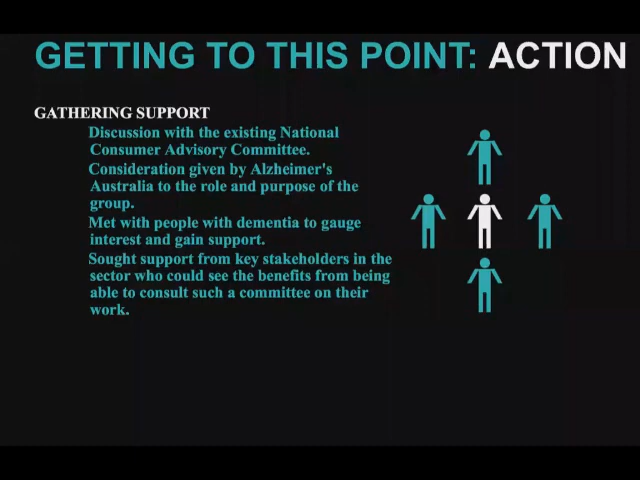 GETTING TO THIS POINT: ACTION
GATHERING SUPPORT
Discussion with the existing National
Consumer Advisory Committee.
Consideration given by Alzheimer's
Australia to the role and purpose of the
group.
Met with people with dementia to gauge
interest and gain support.
Sought support from key stakeholders in the
sector who could see the benefits from being
able to consult such a committee on their
work.